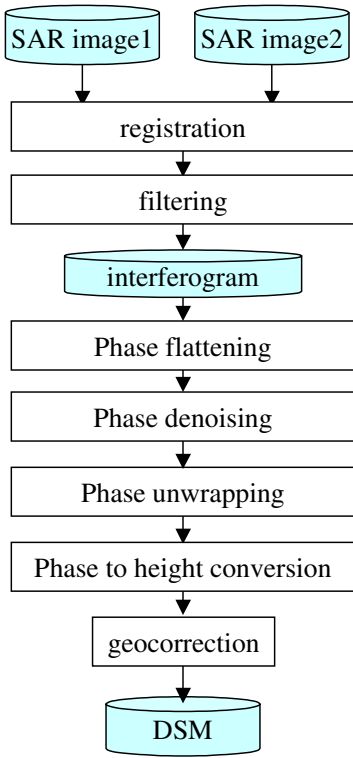 SAR image1
SAR image2
registration
filtering
interferogram
Phase flattening
Phase denoising
Phase unwrapping
Phase to height conversion
geocorrection
DSM